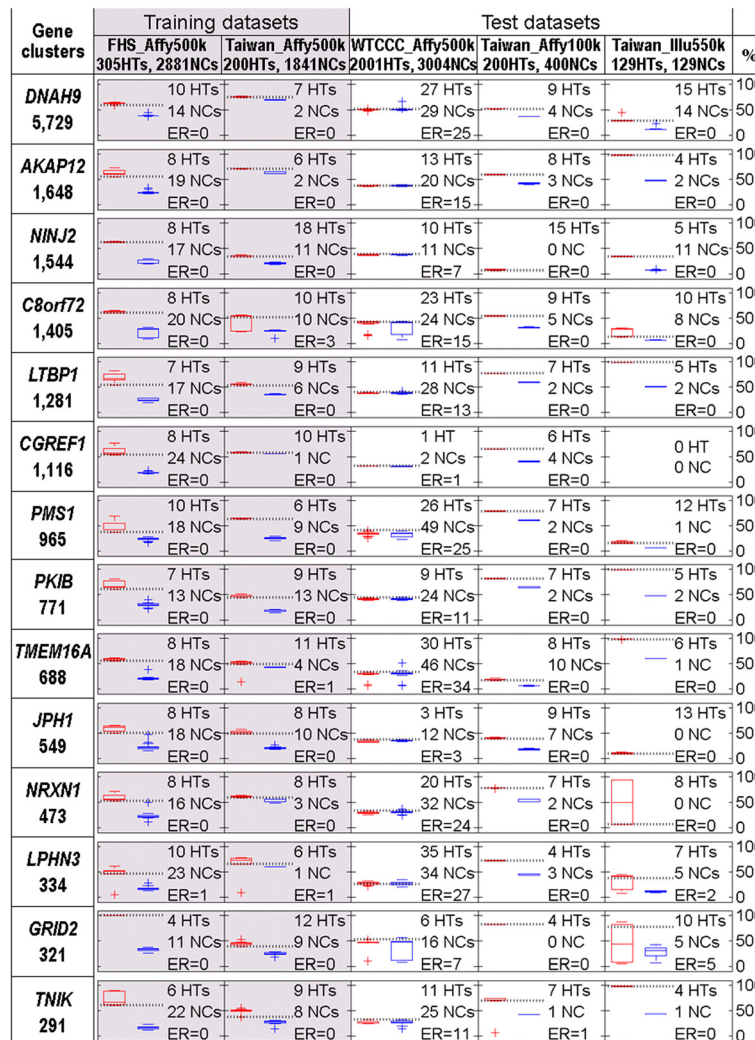 Gene clusters
Training datasets
Test datasets
FHS_Affy500k Taiwan_Affy500k WTCCC_Affy500k Taiwan_Affy100k Taiwan_Illu550k
305HTs, 2881NCs 200HTs, 1841NCs 2001HTs, 3004NCs 200HTs, 400NCs 129HTs, 129NCs %
DNAH9 10 HTs 7 HTs 27 HTs 9 HTs 15 HTs 100
5,729 14 NCs 2 NCs 29 NCs 4 NCs 14 NCs 50
ER=0 ER=0 ER=25 ER=0 ER=0 0
AKAP12 8 HTs 6 HTs 13 HTs 8 HTs 4 HTs 100
1,648 19 NCs 2 NCs 20 NCs 3 NCs 2 NCs 50
ER=0 ER=0 ER=15 ER=0 ER=0 0
NINJ2 8 HTs 18 HTs 10 HTs 15 HTs 5 HTs 100
1,544 17 NCs 11 NCs 11 NCs 0 NC 11 NCs 50
ER=0 ER=0 ER=7 ER=0 ER=0 0
C8orf72 8 HTs 10 HTs 23 HTs 9 HTs 10 HTs 100
1,405 20 NCs 10 NCs 24 NCs 5 NCs 8 NCs 50
ER=0 ER=3 ER=15 ER=0 ER=0 0
LTBP1 7 HTs 9 HTs 11 HTs 7 HTs 5 HTs 100
1,281 17 NCs 6 NCs 28 NCs 2 NCs 2 NCs 50
ER=0 ER=0 ER=13 ER=0 ER=0 0
CGREF1 8 HTs 10 HTs 1 HT 6 HTs 0 HT 100
1,116 24 NCs 1 NC 2 NCs 4 NCs 0 NC 50
ER=0 ER=0 ER=1 ER=0 0
PMS1 10 HTs 6 HTs 26 HTs 7 HTs 12 HTs 100
965 18 NCs 9 NCs 49 NCs 2 NCs 1 NC 50
ER=0 ER=0 ER=25 ER=0 ER=0 0
PKIB 7 HTs 9 HTs 9 HTs 7 HTs 5 HTs 100
771 13 NCs 13 NCs 24 NCs 2 NCs 2 NCs 50
ER=0 ER=0 ER=11 ER=0 ER=0 0
TMEM16A 8 HTs 11 HTs 30 HTs 8 HTs 6 HTs 100
688 18 NCs 4 NCs 46 NCs 10 NCs 1 NC 50
ER=0 ER=1 ER=34 ER=0 ER=0 0
JPH1 8 HTs 8 HTs 3 HTs 9 HTs 13 HTs 100
549 18 NCs 10 NCs 12 NCs 7 NCs 0 NC 50
ER=0 ER=0 ER=3 ER=0 ER=0 0
NRXN1 8 HTs 8 HTs 20 HTs 7 HTs 8 HTs 100
473 16 NCs 3 NCs 32 NCs 2 NCs 0 NC 50
ER=0 ER=0 ER=24 ER=0 ER=0 0
LPHN3 10 HTs 6 HTs 35 HTs 4 HTs 7 HTs 100
334 23 NCs 1 NC 34 NCs 3 NCs 5 NCs 50
ER=1 ER=1 ER=27 ER=0 ER=2 0
GRID2 4 HTs 12 HTs 6 HTs 4 HTs 10 HTs 100
321 11 NCs 9 NCs 16 NCs 0 NC 5 NCs 50
ER=0 ER=0 ER=7 ER=0 ER=5 0
TNIK 6 HTs 9 HTs 11 HTs 7 HTs 4 HTs 100
291 22 NCs 8 NCs 25 NCs 1 NC 1 NC 50
ER=0 ER=0 ER=11 ER=1 ER=0 0